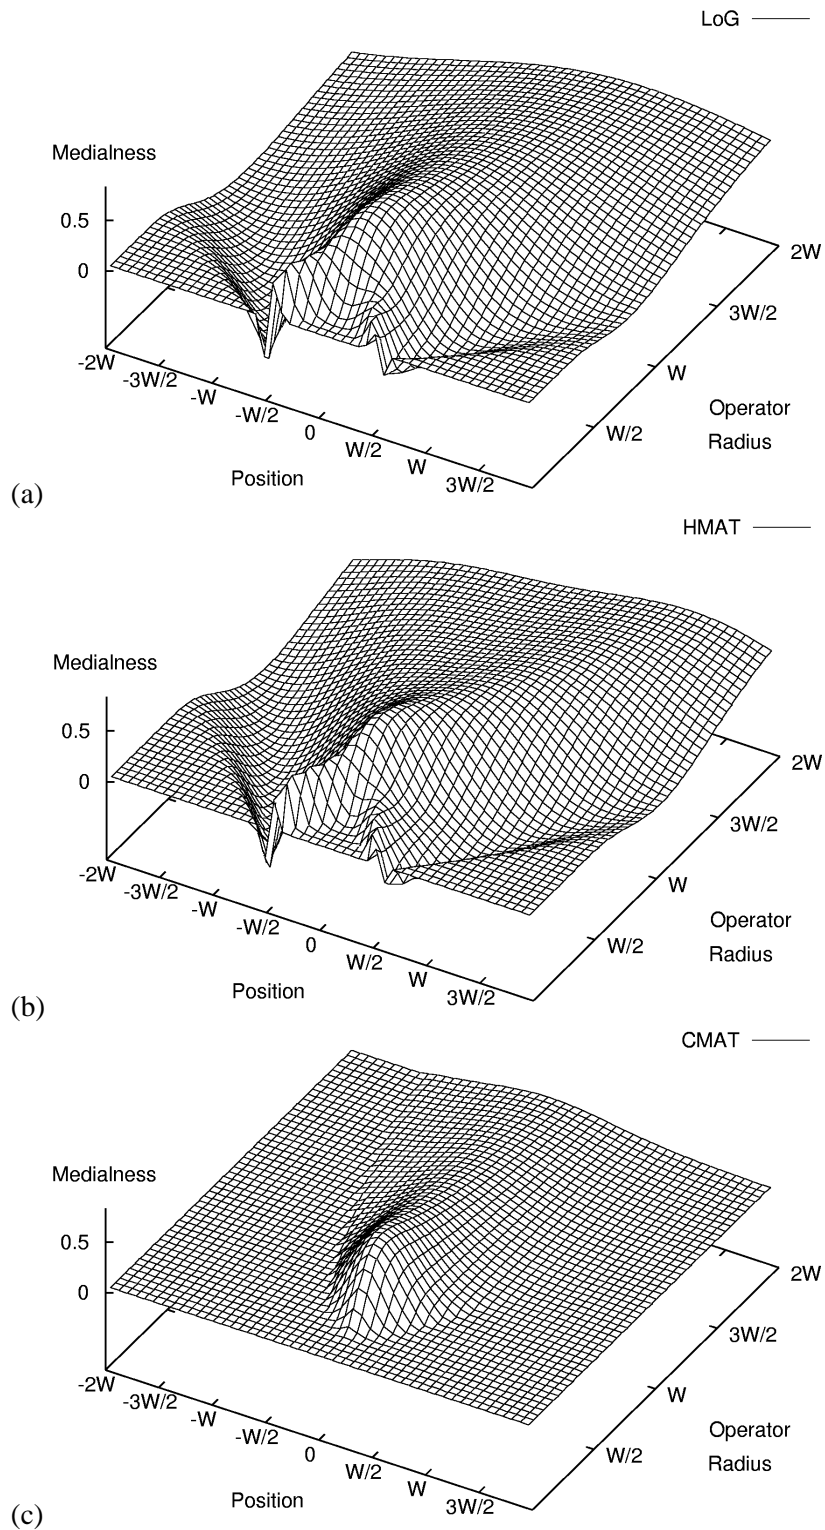 LoG
Medialness
0.5
0
-2W
-3W/2
-W
-W/2
0
W/2
W
3W/2
Position
2W
3W/2
W
W/2
Operator
Radius
(a)
HMAT
Medialness
0.5
0
-2W
-3W/2
-W
-W/2
0
W/2
W
3W/2
Position
2W
3W/2
W
W/2
Operator
Radius
(b)
CMAT
Medialness
0.5
0
-2W
-3W/2
-W
-W/2
0
W/2
W
3W/2
Position
2W
3W/2
W
W/2
Operator
Radius
(c)